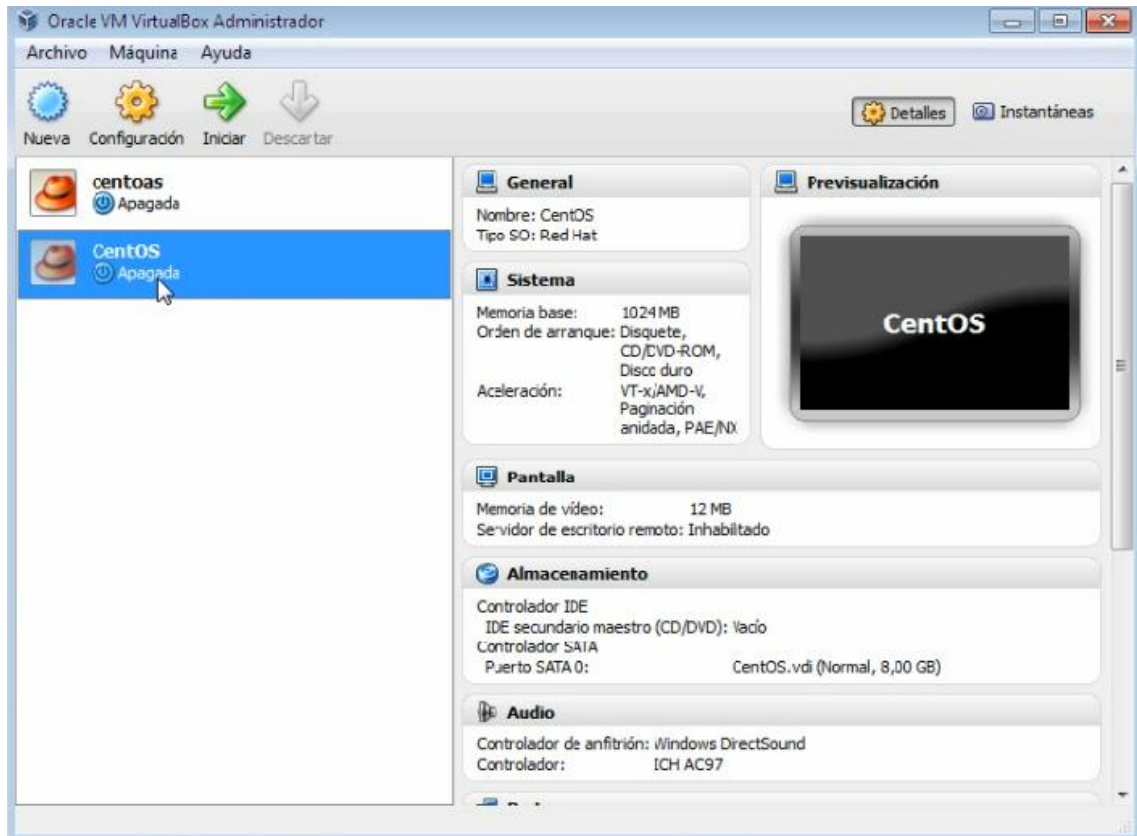 Oracle VM VirtualBox Administrador
Archivo Máquina Ayuda
Nueva Configuración Iniciar Descartar
Detalles Instantáneas
centoas
Apagada
CentOS
Apagada
General
Nombre: CentOS
Tipo SO: Red Hat
Sistema
Memoria base: 1024 MB
Orden de arranque: Disquete,
CD/DVD-ROM,
Disco duro
Aceleración: VT-x/AMD-V,
Paginación
anidada, PAE/NX
Previsualización
CentOS
Pantalla
Memoria de vídeo: 12 MB
Servidor de escritorio remoto: Inhabilitado
Almacenamiento
Controlador IDE
IDE secundario maestro (CD/DVD): Vacío
Controlador SATA
Puerto SATA 0: CentOS.vdi (Normal, 8,00 GB)
Audio
Controlador de anfitrión: Windows DirectSound
Controlador: ICH AC97